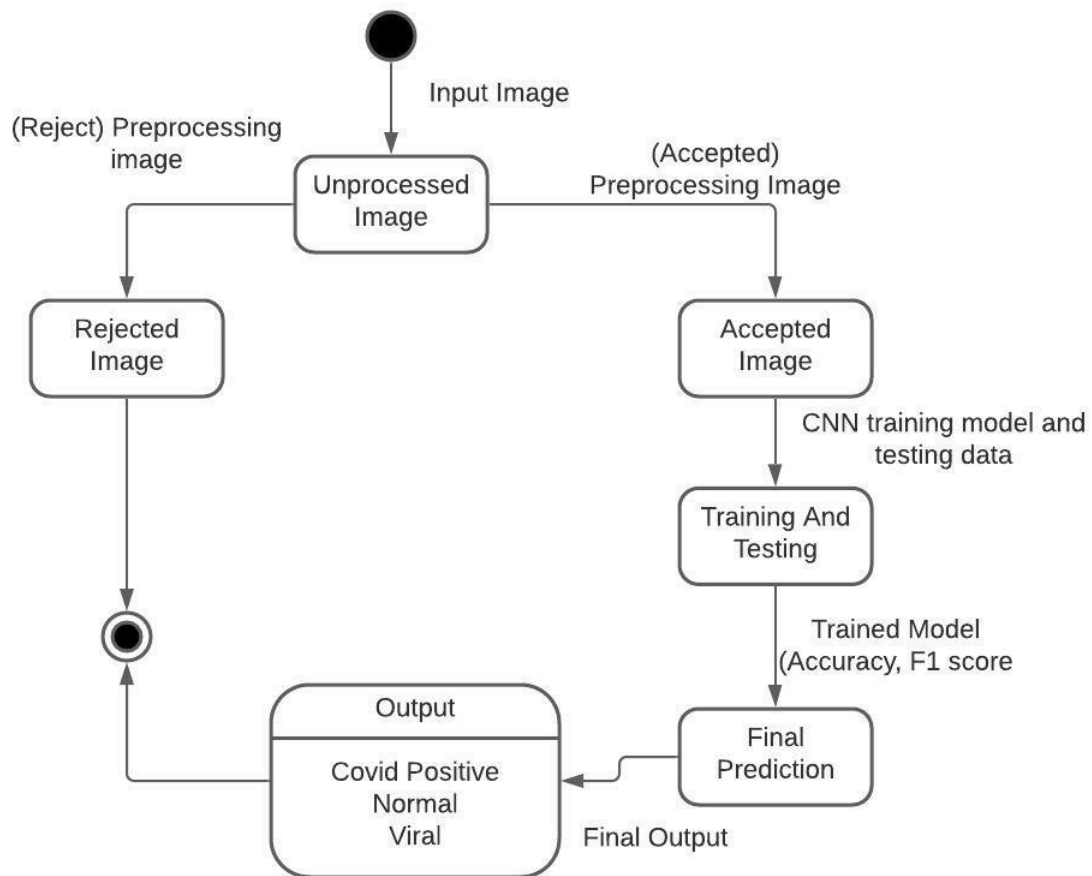 Input Image
(Reject) Preprocessing
image
(Accepted)
Preprocessing Image
Unprocessed
Image
Rejected
Image
Accepted
Image
CNN training model and
testing data
Training And
Testing
Trained Model
(Accuracy, F1 score
Final
Prediction
Output
Covid Positive
Normal
Viral
Final Output